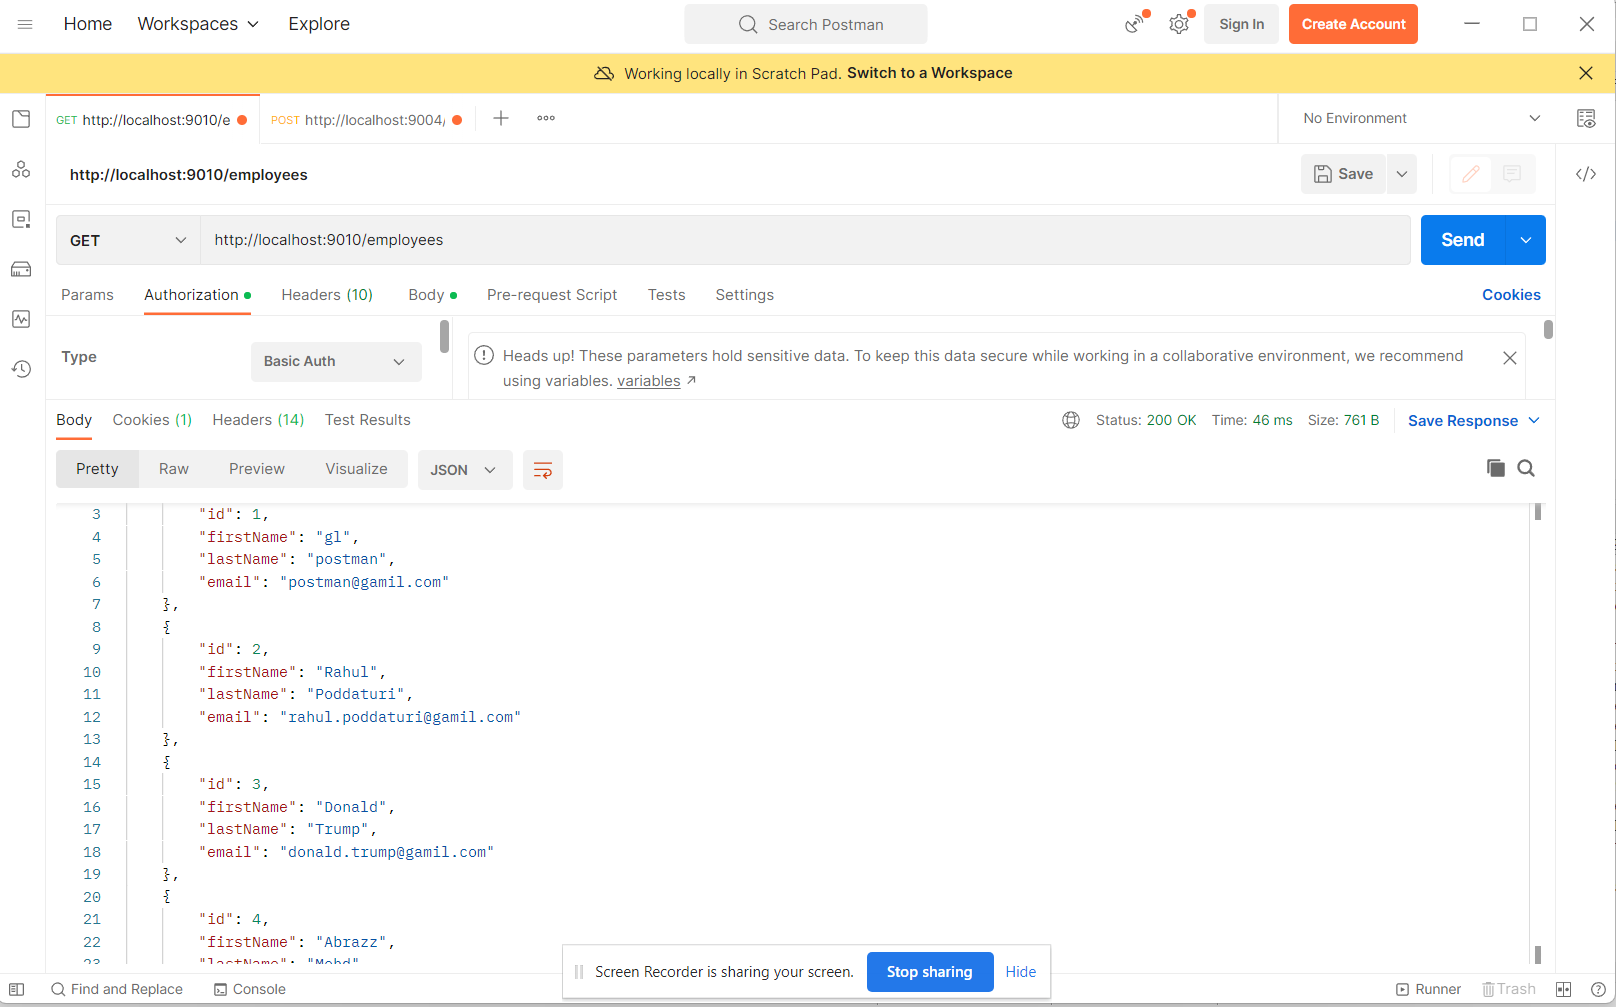 Home Workspaces Explore Search Postman Sign In Create Account
Working locally in Scratch Pad. Switch to a Workspace
GET http://localhost:9010/e POST http://localhost:9004/ No Environment
http://localhost:9010/employees Save
GET http://localhost:9010/employees Send
Params Authorization Headers (10) Body Pre-request Script Tests Settings Cookies
Type Basic Auth
Heads up! These parameters hold sensitive data. To keep this data secure while working in a collaborative environment, we recommend
using variables. variables
Body Cookies (1) Headers (14) Test Results Status: 200 OK Time: 46 ms Size: 761 B Save Response
Pretty Raw Preview Visualize JSON
3 "id": 1,
4 "firstName": "gl",
5 "lastName": "postman",
6 "email": "postman@gamil.com"
7 },
8 {
9 "id": 2,
10 "firstName": "Rahul",
11 "lastName": "Poddaturi",
12 "email": "rahul.poddaturi@gamil.com"
13 },
14 {
15 "id": 3,
16 "firstName": "Donald",
17 "lastName": "Trump",
18 "email": "donald.trump@gamil.com"
19 },
20 {
21 "id": 4,
22 "firstName": "Abrazz",
23 "lastName": "Mohd"
Screen Recorder is sharing your screen. Stop sharing Hide
Find and Replace Console Runner Trash